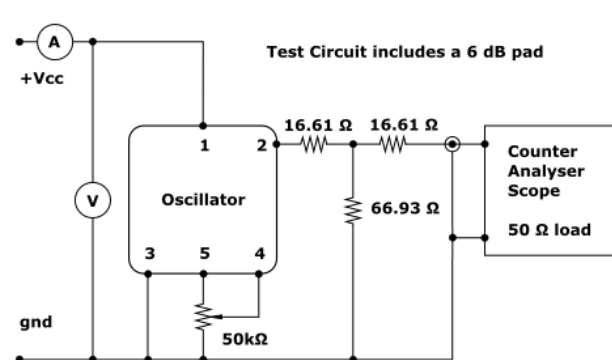 A
Test Circuit includes a 6 dB pad
+Vcc
16.61 Ω 16.61 Ω
1 2
Counter
Analyser
Scope
50 Ω load
V
Oscillator
66.93 Ω
3 5 4
gnd
50kΩ